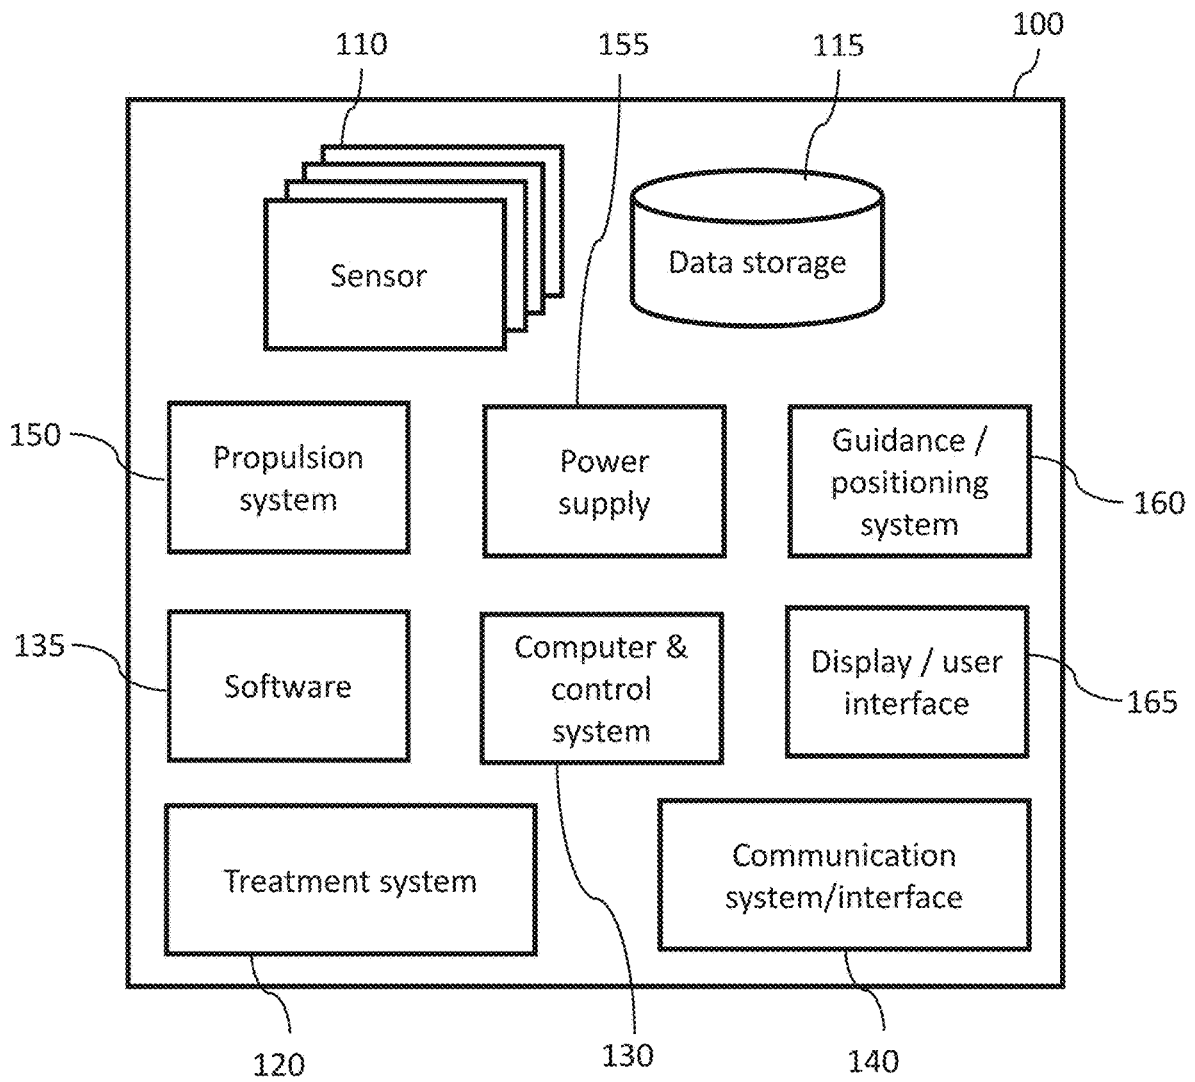 100
110
155
115
Sensor
Data storage
150
Propulsion
system
Power
supply
Guidance /
positioning
system
160
135
Software
Computer &
control
system
Display / user
interface
165
Treatment system
Communication
system/interface
120
130
140